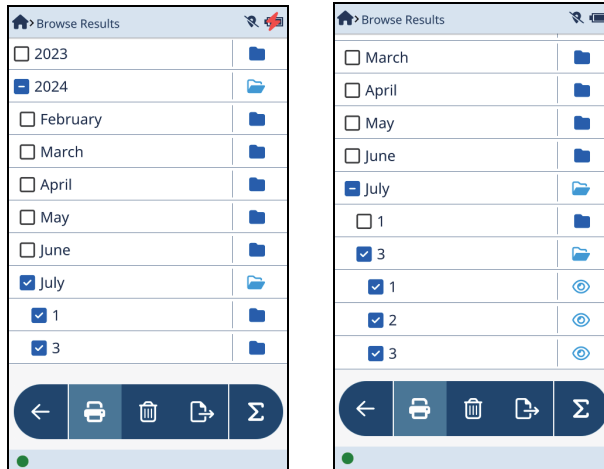 Browse Results
2023
2024
February
March
April
May
June
July
1
3
Browse Results
March
April
May
June
July
1
3
1
2
3